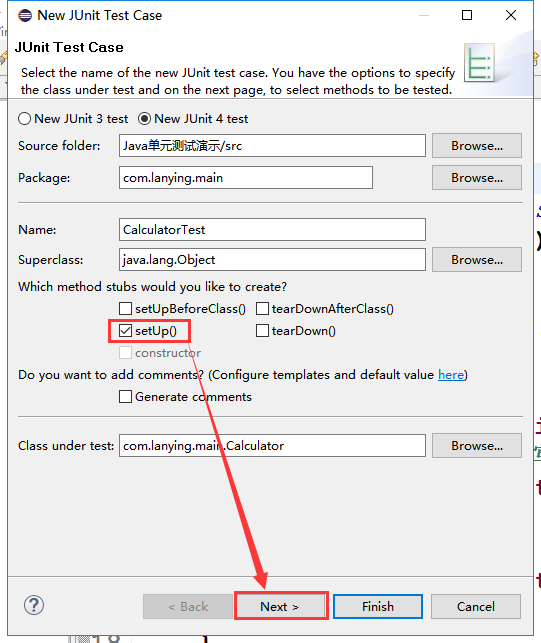 New JUnit Test Case
JUnit Test Case
Select the name of the new JUnit test case. You have the options to specify
the class under test and on the next page, to select methods to be tested.
New JUnit 3 test New JUnit 4 test
Source folder: Java单元测试演示/src Browse...
Package: com.lanying.main Browse...
Name: CalculatorTest
Superclass: java.lang.Object Browse...
Which method stubs would you like to create?
setUpBeforeClass() tearDownAfterClass()
setUp() tearDown()
constructor
Do you want to add comments? (Configure templates and default value here)
Generate comments
Class under test: com.lanying.main.Calculator Browse...
< Back Next > Finish Cancel